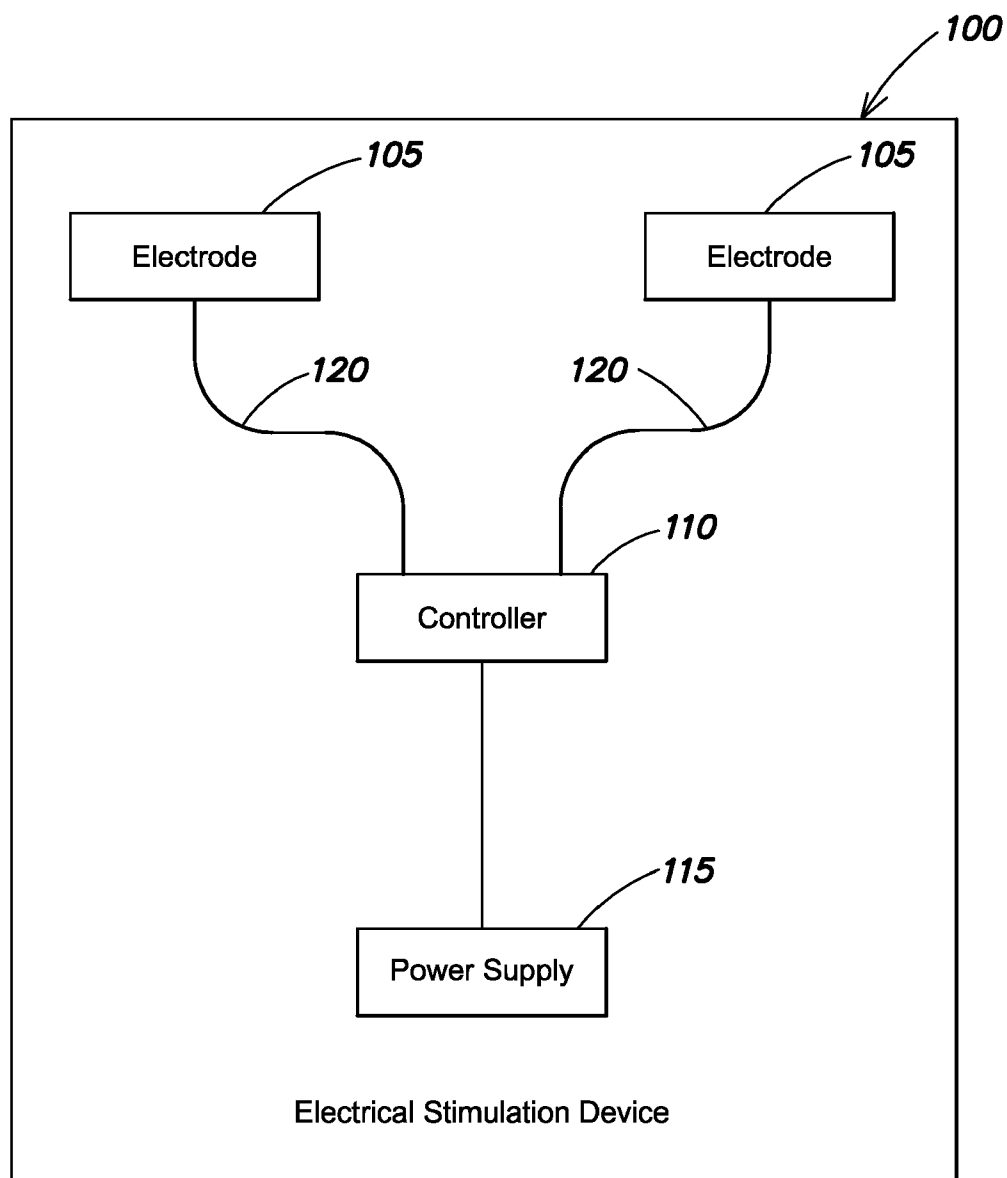 100
105
105
Electrode
Electrode
120
120
110
Controller
115
Power Supply
Electrical Stimulation Device